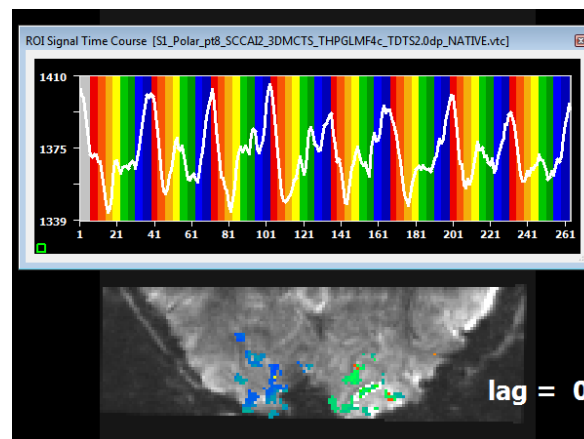 ROI Signal Time Course [S1_Polar_pt8_SCCAI2_3DMCTS_THPGLMF4c_TDTS2.0dp_NATIVE.vtc]
1410
1375
1339
1 21 41 61 81 101 121 141 161 181 201 221 241 261
lag = 0